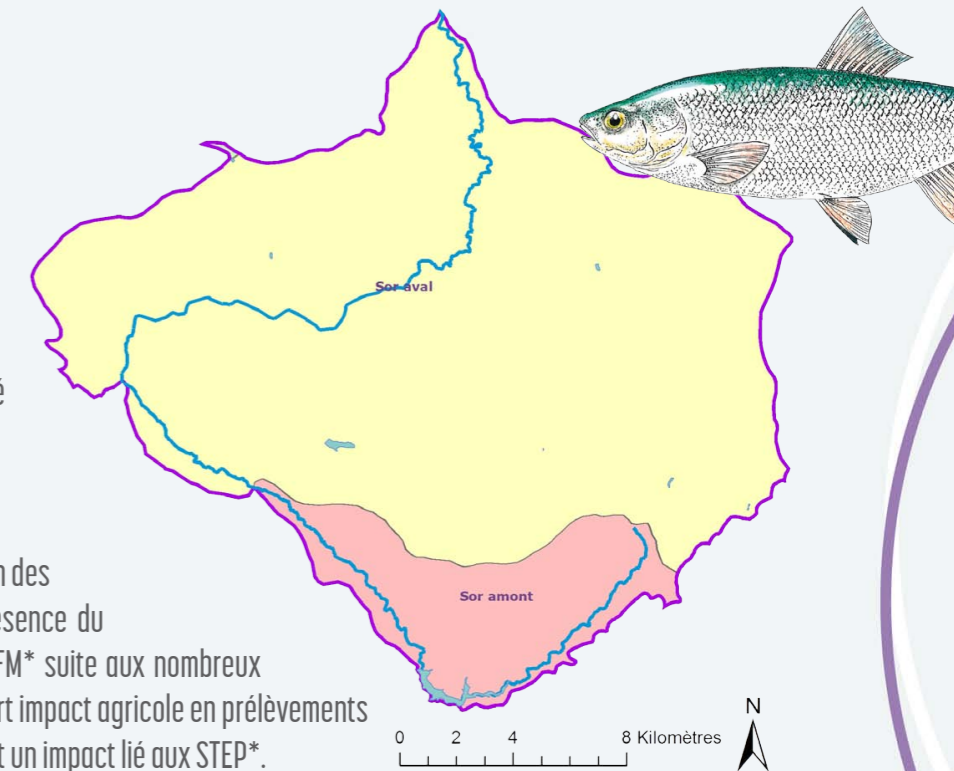 Sor aval
é
n des
ésence du
FM* suite aux nombreux
rt impact agricole en prélèvements
t un impact lié aux STEP*.
Sor amont
0 2 4 8 Kilomètres
N